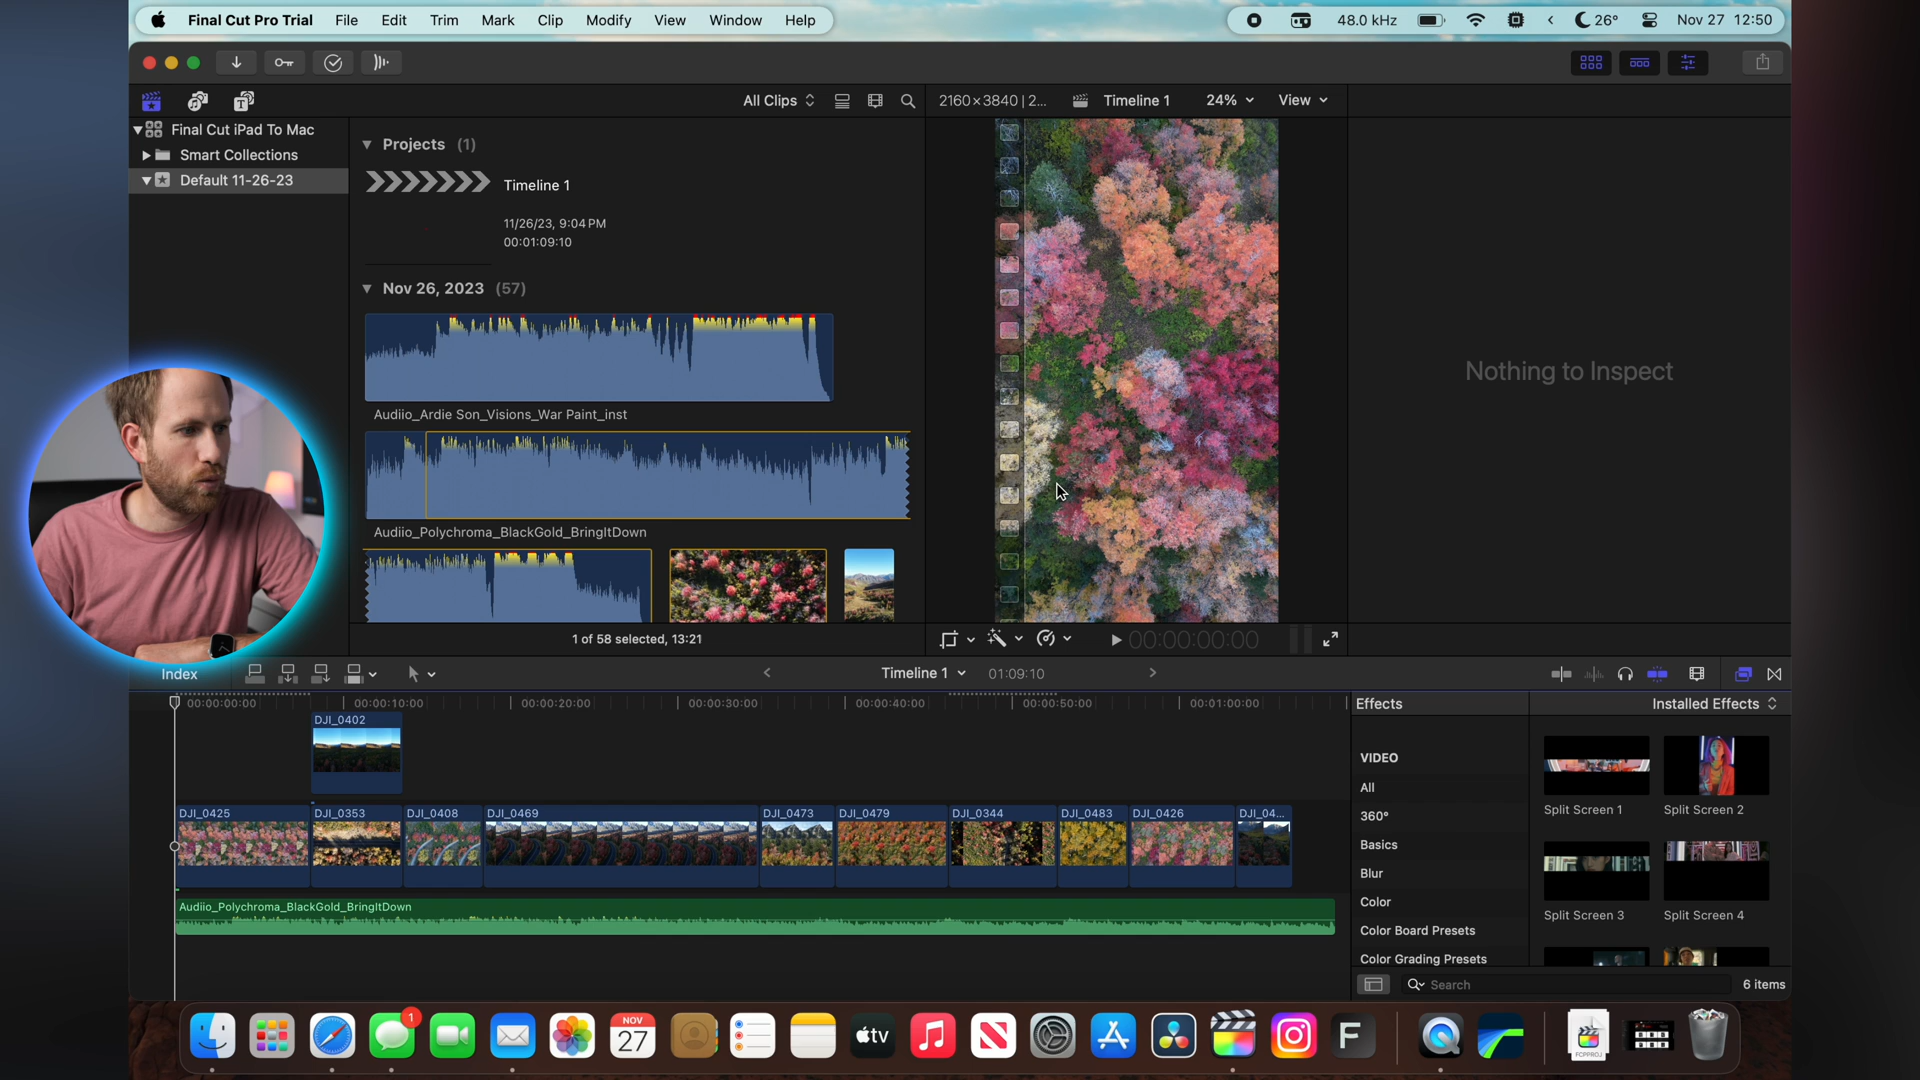 Final Cut Pro Trial File Edit Trim Mark Clip Modify View Window Help
48.0 kHz 26° Nov 27 12:50
All Clips 2160×3840 | 2... Timeline 1 24% View
Final Cut iPad To Mac
Smart Collections
Default 11-26-23
Projects (1)
Timeline 1
11/26/23, 9:04 PM
00:01:09:10
Nov 26, 2023 (57)
Audiio_Ardie Son_Visions_War Paint_inst
Audiio_Polychroma_BlackGold_BringItDown
Nothing to Inspect
1 of 58 selected, 13:21
00:00:00:00
Index
Timeline 1 01:09:10
00:00:00:00 00:00:10:00 00:00:20:00 00:00:30:00 00:00:40:00 00:00:50:00 00:01:00:00
DJI_0402
DJI_0425 DJI_0353 DJI_0408 DJI_0469 DJI_0473 DJI_0479 DJI_0344 DJI_0483 DJI_0426 DJI_04...
Audiio_Polychroma_BlackGold_BringItDown
Effects Installed Effects
VIDEO
All
360°
Basics
Blur
Color
Color Board Presets
Color Grading Presets
Split Screen 1 Split Screen 2
Split Screen 3 Split Screen 4
Search 6 items
1
NOV
27
tv
F
FCPPROJ